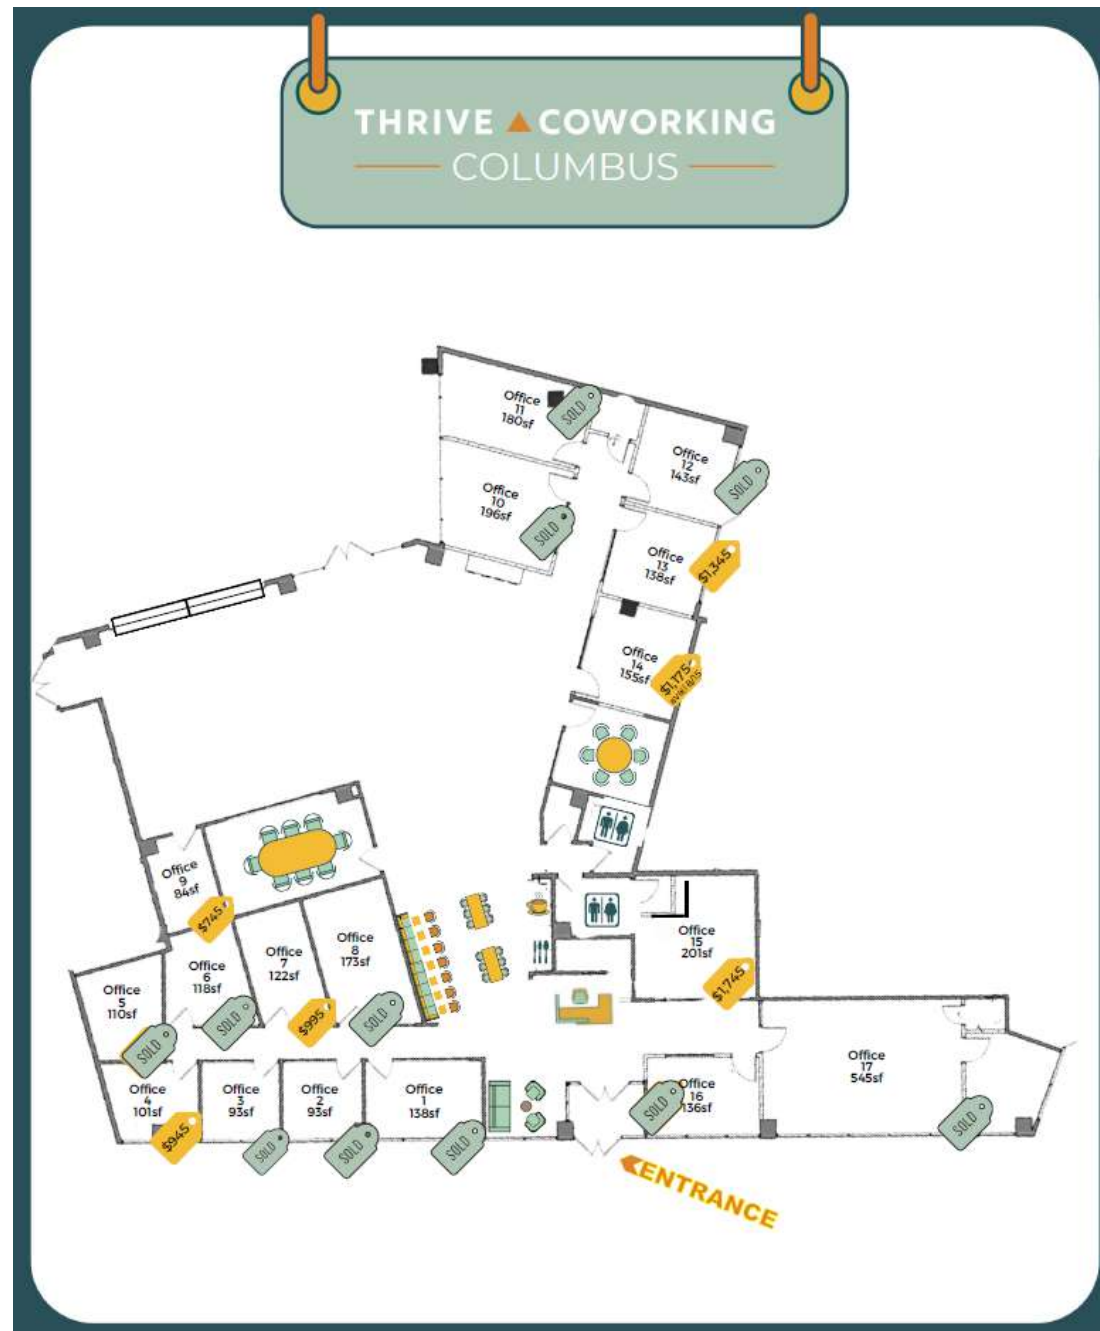 THRIVE COWORKING
COLUMBUS
Office
11
180sf
SOLD
Office
12
143sf
SOLD
Office
10
196sf
SOLD
Office
13
138sf
$1,345
Office
14
155sf
$1,175
Office
9
84sf
$745
Office
8
173sf
SOLD
Office
7
122sf
$995
Office
6
118sf
SOLD
Office
5
110sf
SOLD
Office
15
201sf
$1,745
Office
4
101sf
$945
Office
3
93sf
SOLD
Office
2
93sf
SOLD
Office
1
138sf
SOLD
Office
16
136sf
SOLD
Office
17
545sf
SOLD
ENTRANCE